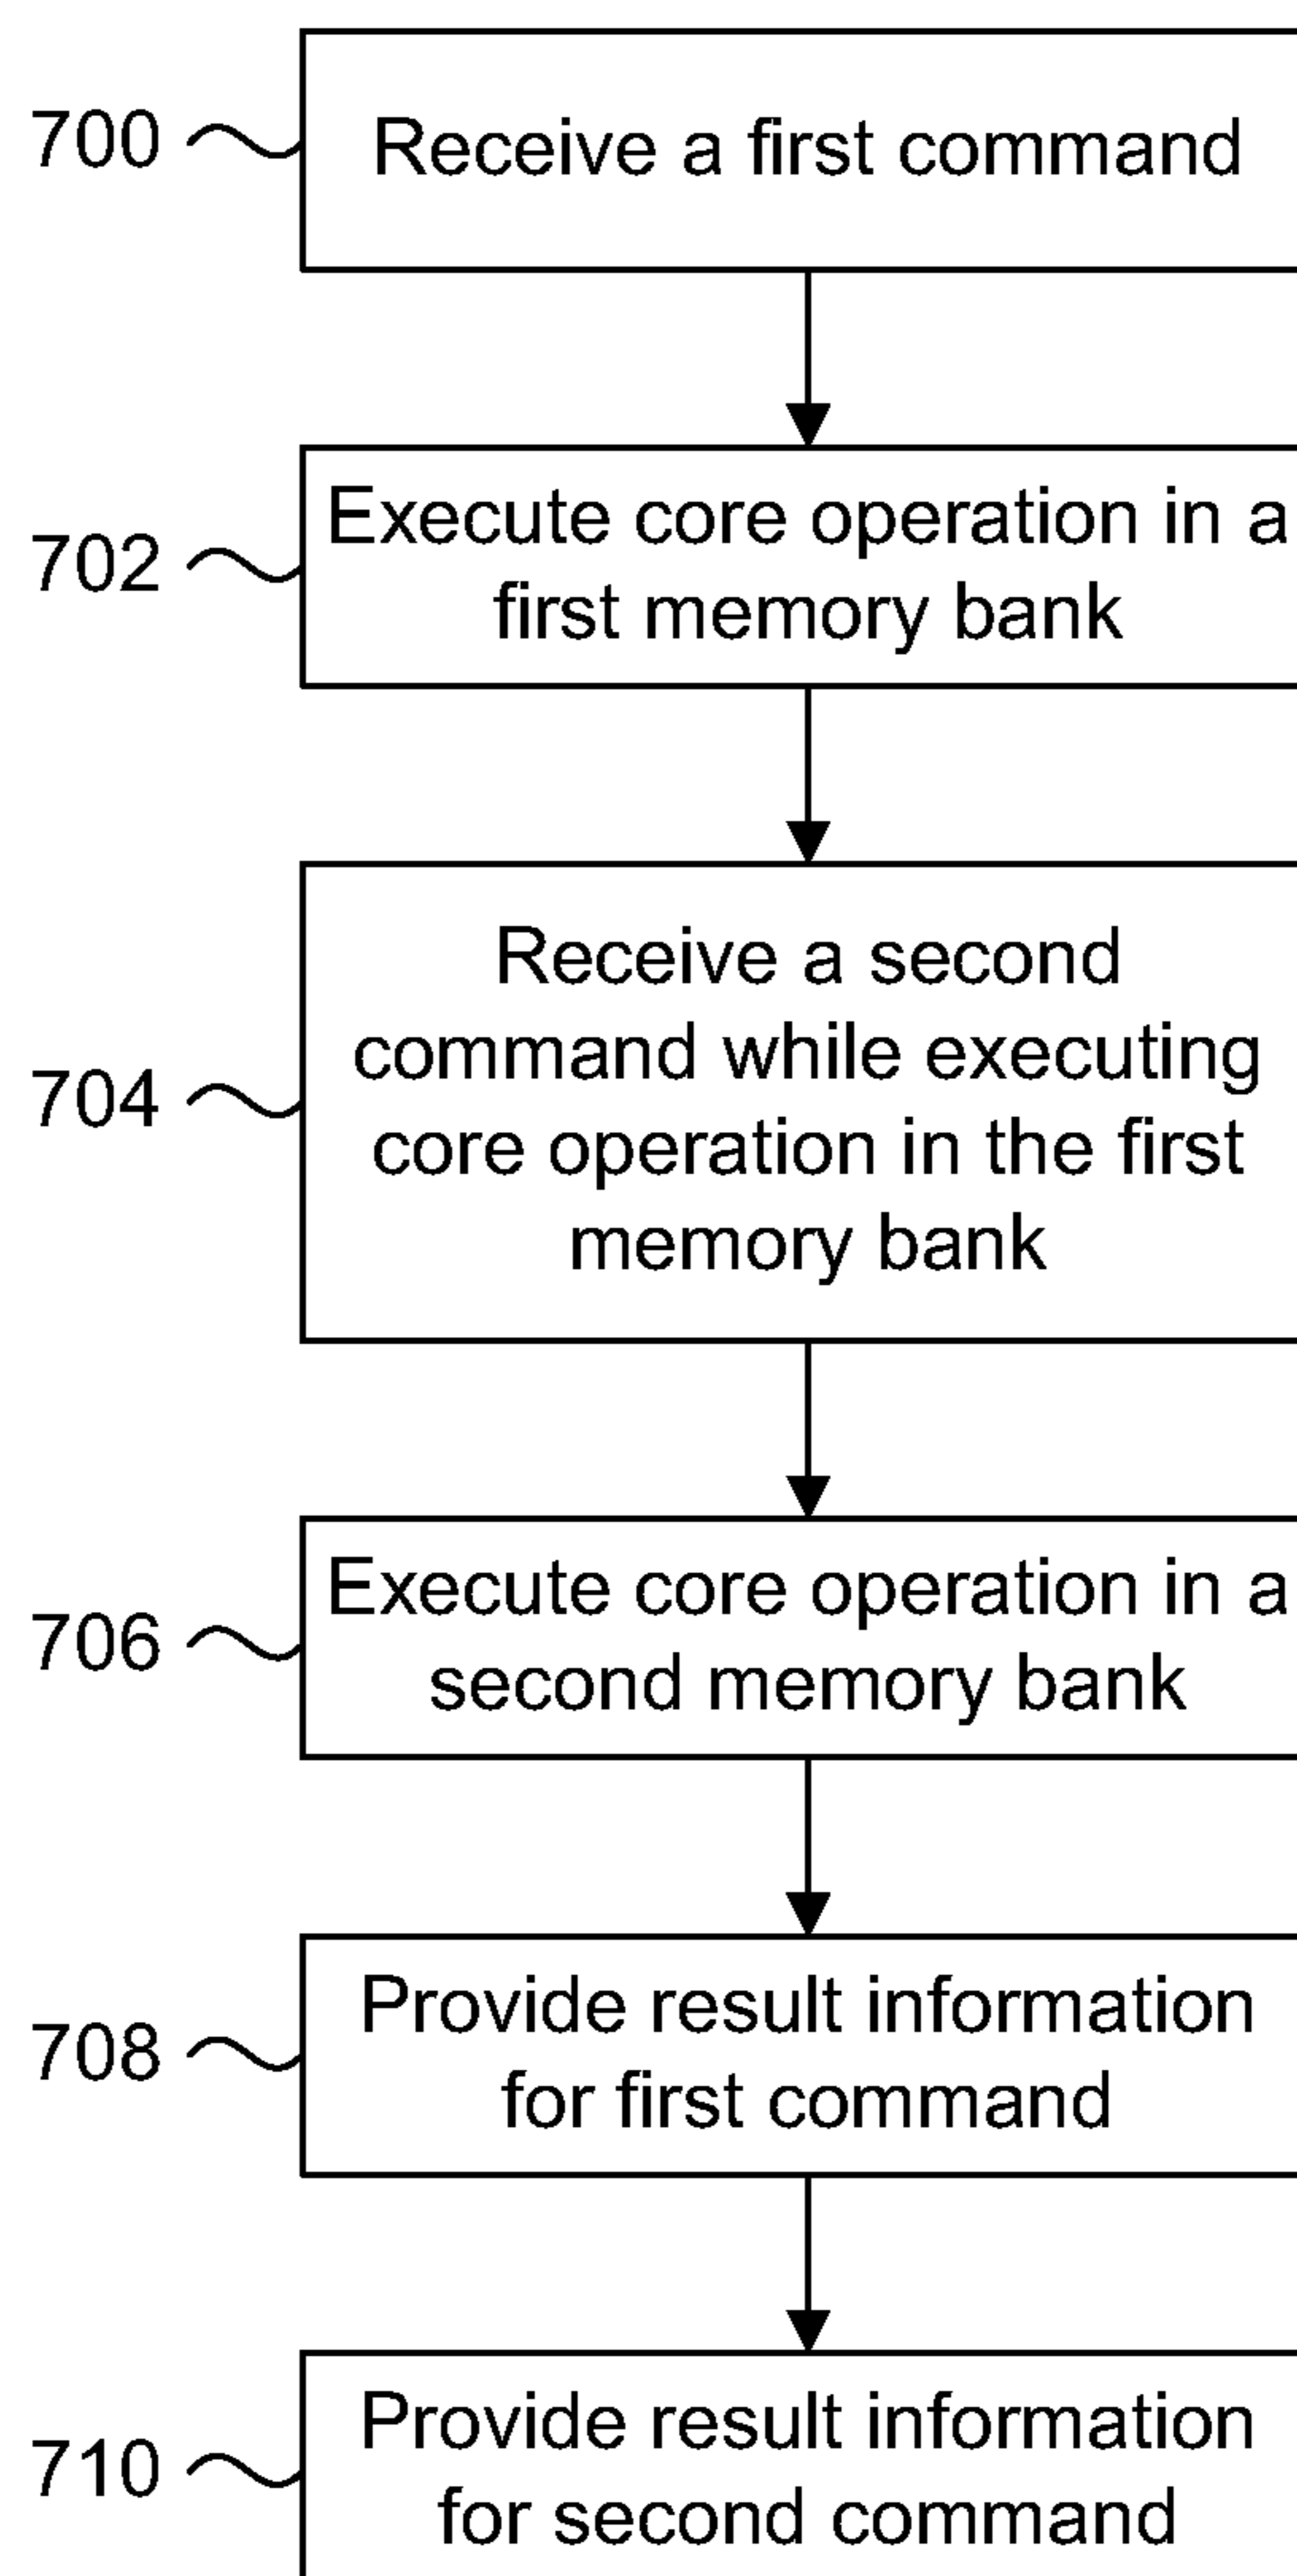 700
Receive a first command
702
Execute core operation in a
first memory bank
704
Receive a second
command while executing
core operation in the first
memory bank
706
Execute core operation in a
second memory bank
708
Provide result information
for first command
710
Provide result information
for second command